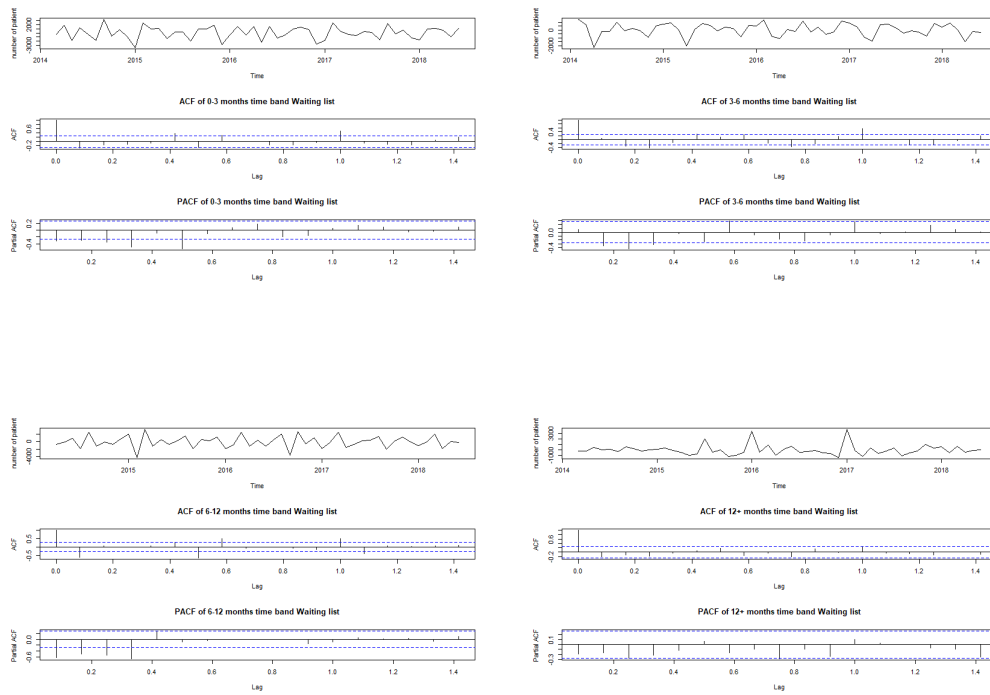 number of patient
-3000 2000
2014 2015 2016 2017 2018
Time
ACF of 0-3 months time band Waiting list
ACF
-0.2 0.6
0.0 0.2 0.4 0.6 0.8 1.0 1.2 1.4
Lag
PACF of 0-3 months time band Waiting list
Partial ACF
-0.4 0.2
0.2 0.4 0.6 0.8 1.0 1.2 1.4
Lag
number of patient
-2000 0
2014 2015 2016 2017 2018
Time
ACF of 3-6 months time band Waiting list
ACF
-0.4 0.4
0.0 0.2 0.4 0.6 0.8 1.0 1.2 1.4
Lag
PACF of 3-6 months time band Waiting list
Partial ACF
-0.4 0.0
0.2 0.4 0.6 0.8 1.0 1.2 1.4
Lag
number of patient
-4000 0
2015 2016 2017 2018
Time
ACF of 6-12 months time band Waiting list
ACF
-0.5 0.5
0.0 0.2 0.4 0.6 0.8 1.0 1.2 1.4
Lag
PACF of 6-12 months time band Waiting list
Partial ACF
-0.6 0.0
0.2 0.4 0.6 0.8 1.0 1.2 1.4
Lag
number of patient
-1000 3000
2014 2015 2016 2017 2018
Time
ACF of 12+ months time band Waiting list
ACF
-0.2 0.6
0.0 0.2 0.4 0.6 0.8 1.0 1.2 1.4
Lag
PACF of 12+ months time band Waiting list
Partial ACF
-0.3 0.1
0.2 0.4 0.6 0.8 1.0 1.2 1.4
Lag